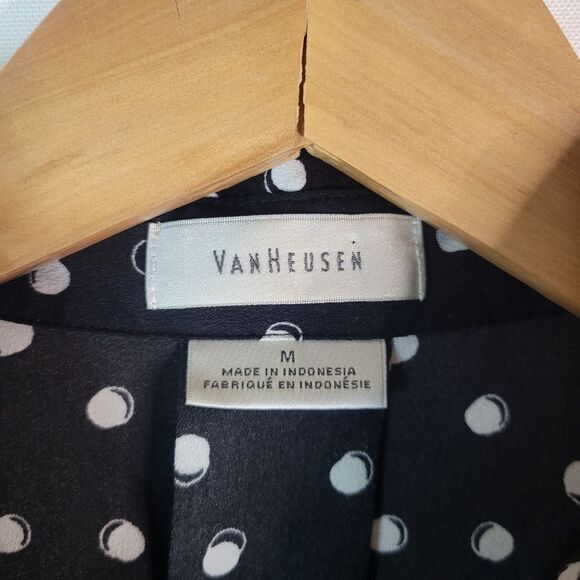 VANHEUSEN
M
MADE IN INDONESIA
FABRIQUÉ EN INDONÉSIE